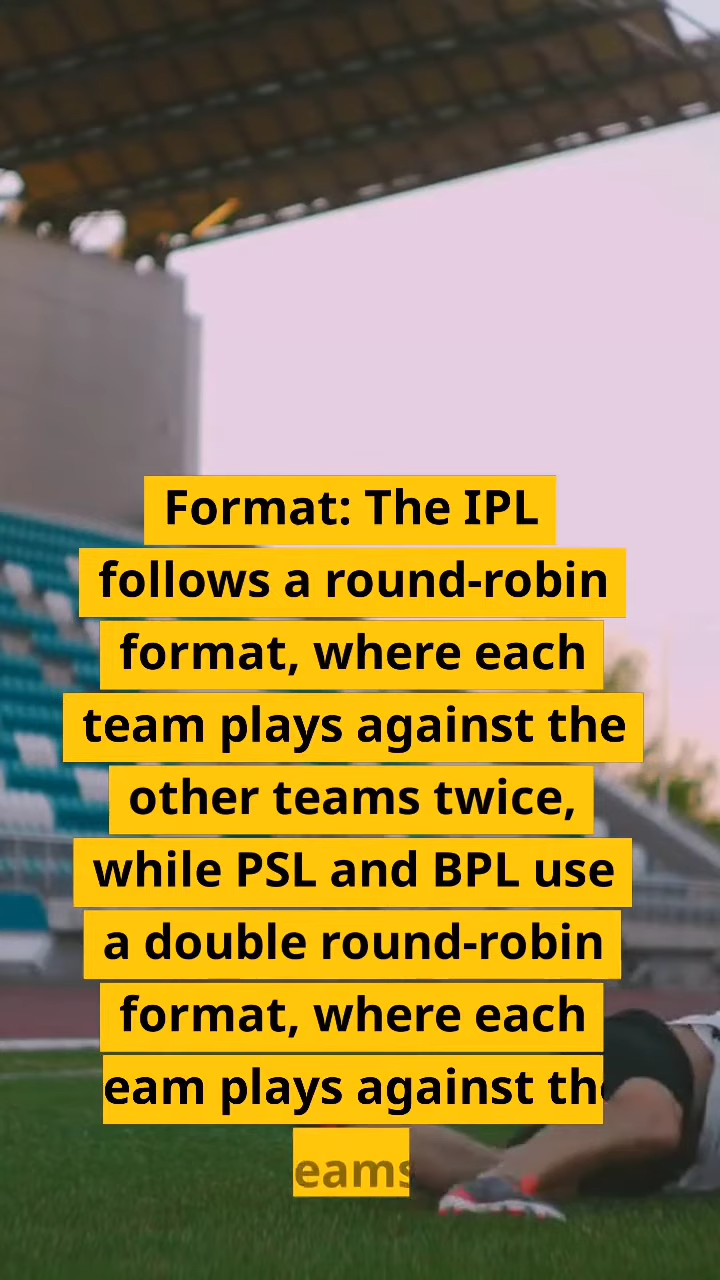 Format: The IPL
follows a round-robin
format, where each
team plays against the
other teams twice,
while PSL and BPL use
a double round-robin
format, where each
eam plays against the
eams